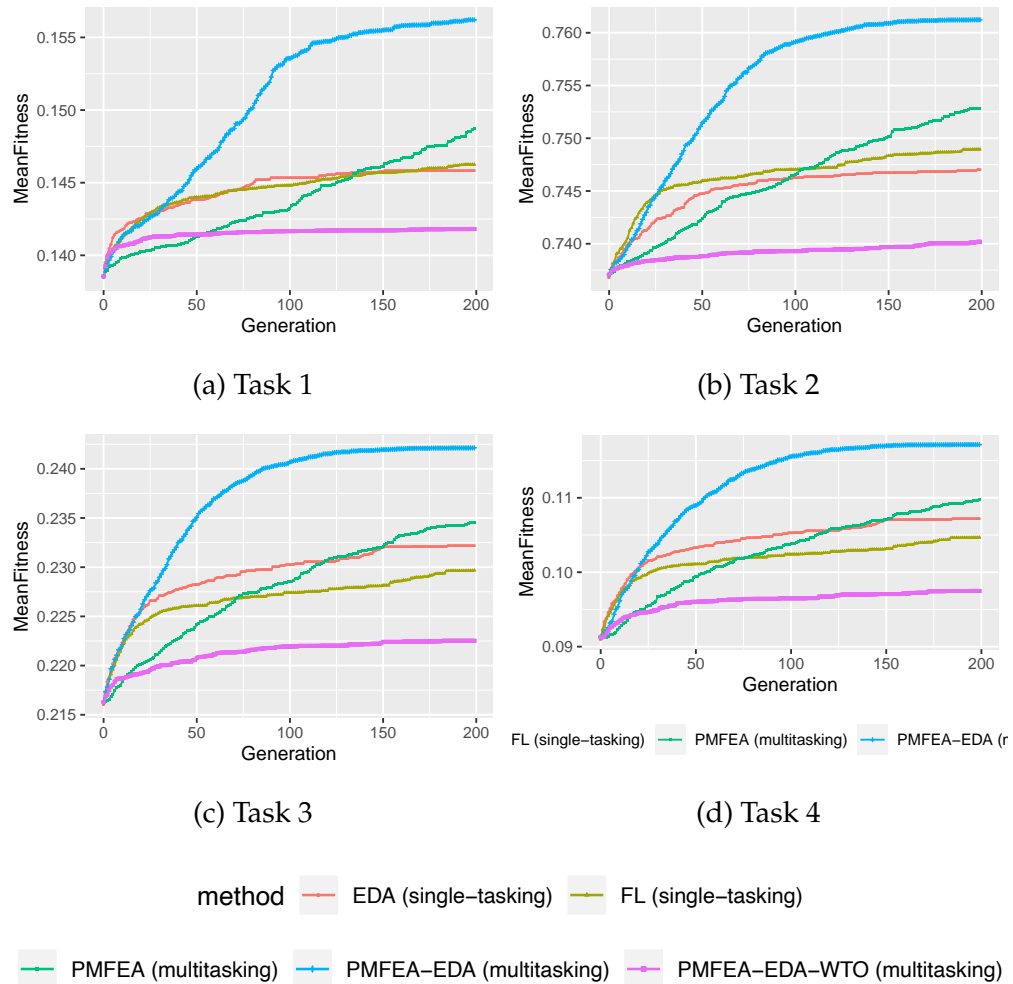 0.155
0.150
0.145
0.140
MeanFitness
0 50 100 150 200
Generation
(a) Task 1
0.760
0.755
0.750
0.745
0.740
MeanFitness
0 50 100 150 200
Generation
(b) Task 2
0.240
0.235
0.230
0.225
0.220
0.215
MeanFitness
0 50 100 150 200
Generation
(c) Task 3
0.11
0.10
0.09
MeanFitness
0 50 100 150 200
Generation
FL (single-tasking) PMFEA (multitasking) PMFEA-EDA (
(d) Task 4
method EDA (single-tasking) FL (single-tasking)
PMFEA (multitasking) PMFEA-EDA (multitasking) PMFEA-EDA-WTO (multitasking)